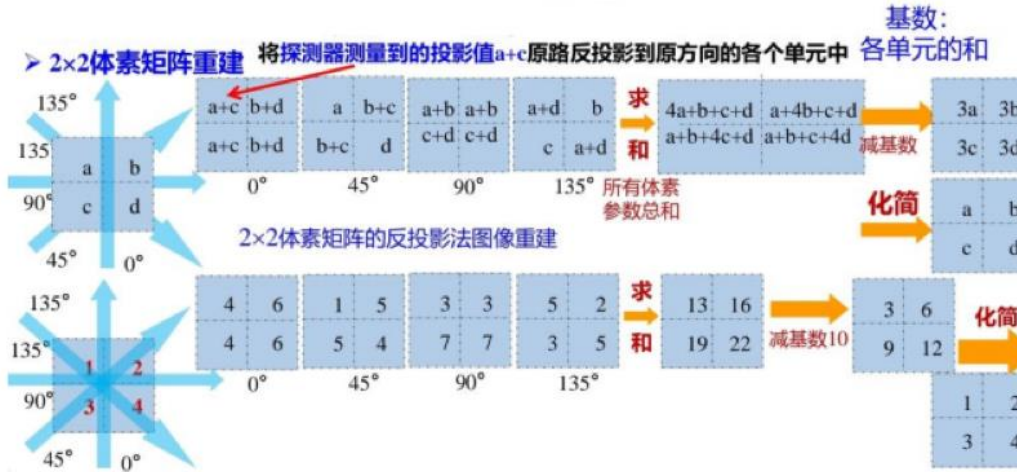 基数：
各单元的和
➢ 2×2体素矩阵重建 将探测器测量到的投影值a+c原路反投影到原方向的各个单元中
135°
135
90°
45°
0°
a b
c d
a+c b+d
a+c b+d
0°
a b+c
b+c d
45°
a+b a+b
c+d c+d
90°
a+d b
c a+d
135°
求
和
所有体素
参数总和
4a+b+c+d a+4b+c+d
a+b+4c+d a+b+c+4d
减基数
3a 3b
3c 3d
化简
a b
c d
2×2体素矩阵的反投影法图像重建
135°
135°
90°
45°
0°
1 2
3 4
4 6
4 6
0°
1 5
5 4
45°
3 3
7 7
90°
5 2
3 5
135°
求
和
13 16
19 22
减基数10
3 6
9 12
化简
1 2
3 4